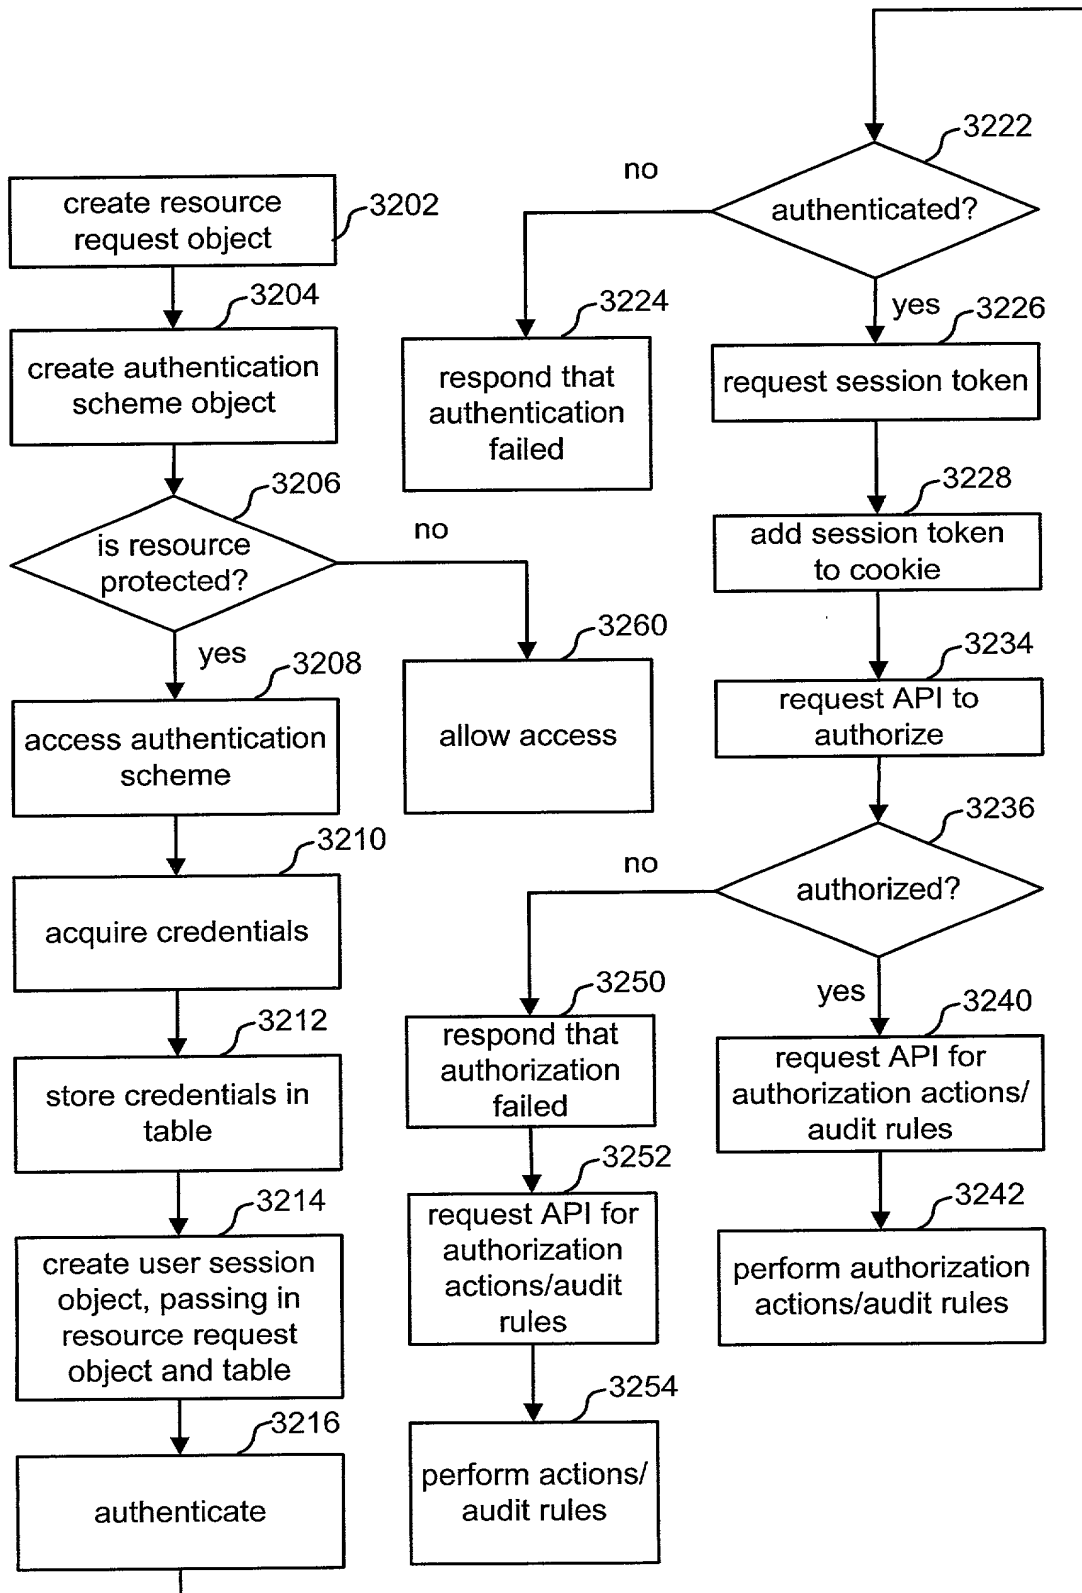 create resource
request object
3202
3204
create authentication
scheme object
3206
is resource
protected?
no
yes
3208
access authentication
scheme
3210
acquire credentials
3212
store credentials in
table
3214
create user session
object, passing in
resource request
object and table
3216
authenticate
3222
authenticated?
no
3224
respond that
authentication
failed
yes
3226
request session token
3228
add session token
to cookie
3260
allow access
3234
request API to
authorize
3236
authorized?
no
3250
respond that
authorization
failed
3252
request API for
authorization
actions/audit
rules
3254
perform actions/
audit rules
yes
3240
request API for
authorization actions/
audit rules
3242
perform authorization
actions/audit rules